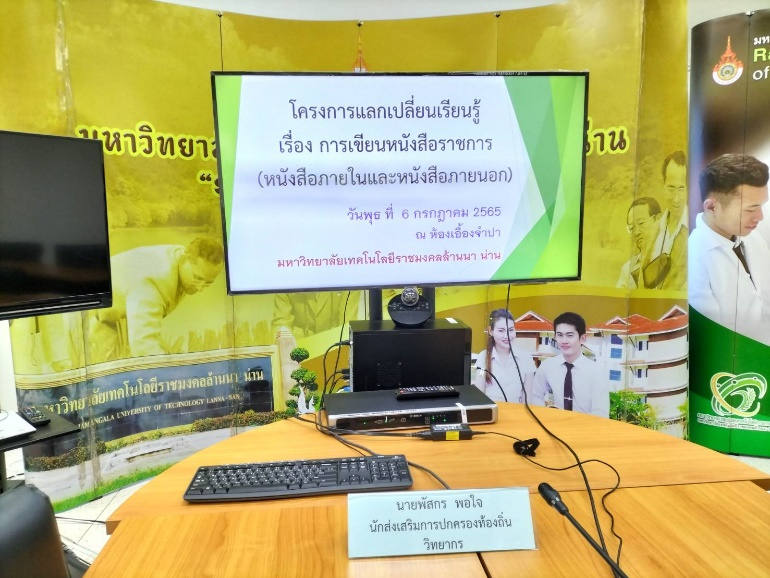 โครงการแลกเปลี่ยนเรียนรู้
เรื่อง การเขียนหนังสือราชการ
(หนังสือภายในและหนังสือภายนอก)
วันพุธ ที่ 6 กรกฎาคม 2565
ณ ห้องเอื้องจำปา
มหาวิทยาลัยเทคโนโลยีราชมงคลล้านนา น่าน
มหาวิทยาล
น่าน
มหาวิทยาลัยเทคโนโลยีราชมงคลล้านนา น่าน
JAMANGALA UNIVERSITY OF TECHNOLOGY LANNA-NAN
มห
Ra
of
นายพัสกร พอใจ
นักส่งเสริมการปกครองท้องถิ่น
วิทยากร